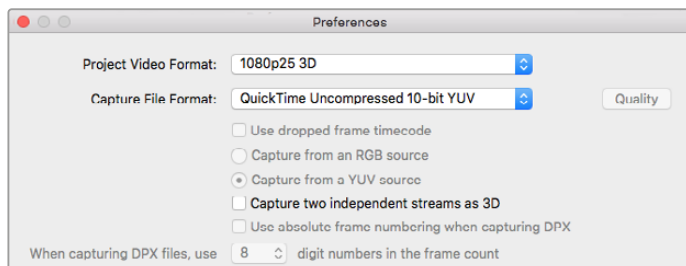 Preferences
Project Video Format: 1080p25 3D
Capture File Format: QuickTime Uncompressed 10-bit YUV Quality
Use dropped frame timecode
Capture from an RGB source
Capture from a YUV source
Capture two independent streams as 3D
Use absolute frame numbering when capturing DPX
When capturing DPX files, use 8 digit numbers in the frame count